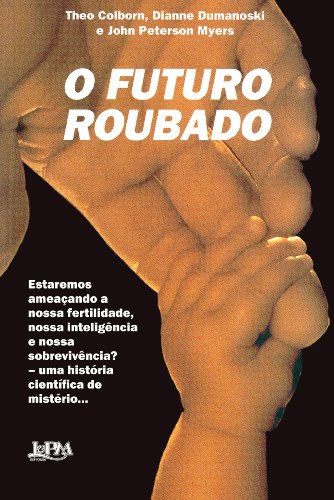 Theo Colborn, Dianne Dumanoski
e John Peterson Myers
O FUTURO
ROUBADO
Estaremos
ameaçando a
nossa fertilidade,
nossa inteligência
e nossa
sobrevivência?
– uma história
científica de
mistério...
L&PM